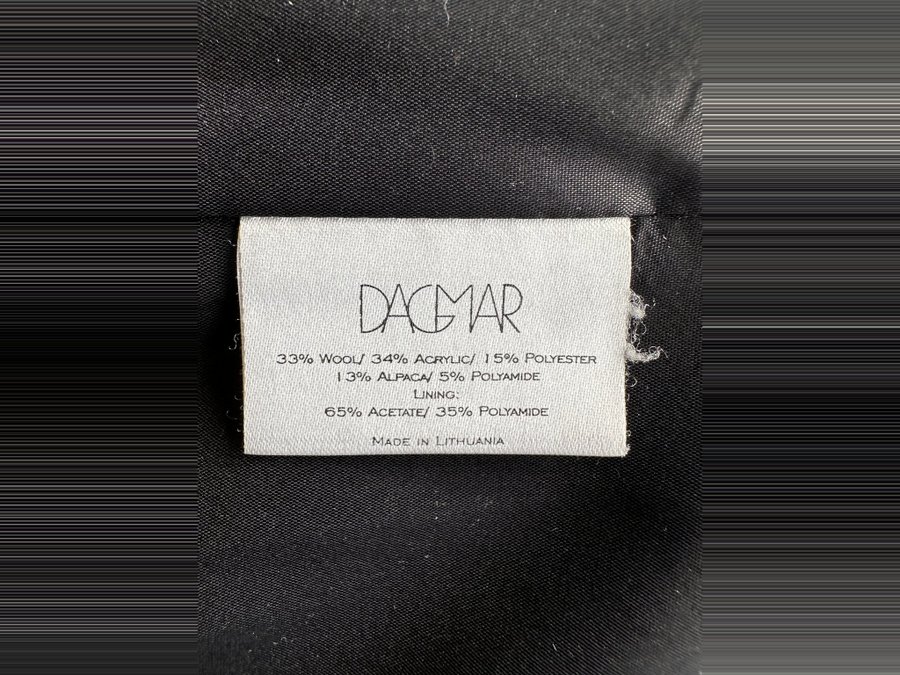 DAGMAR
33% Wool/ 34% Acrylic/ 15% Polyester
13% Alpaca/ 5% Polyamide
Lining:
65% Acetate/ 35% Polyamide
Made in Lithuania